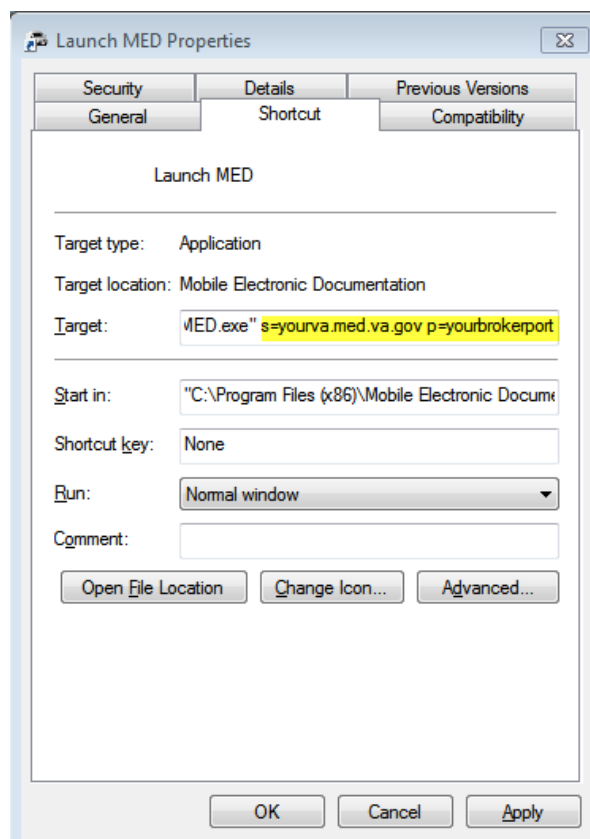 Launch MED Properties
Security Details Previous Versions
General Shortcut Compatibility
Launch MED
Target type: Application
Target location: Mobile Electronic Documentation
Target: MED.exe" s=yourva.med.va.gov p=yourbrokerport
Start in: "C:\Program Files (x86)\Mobile Electronic Docume
Shortcut key: None
Run: Normal window
Comment:
Open File Location Change Icon... Advanced...
OK Cancel Apply